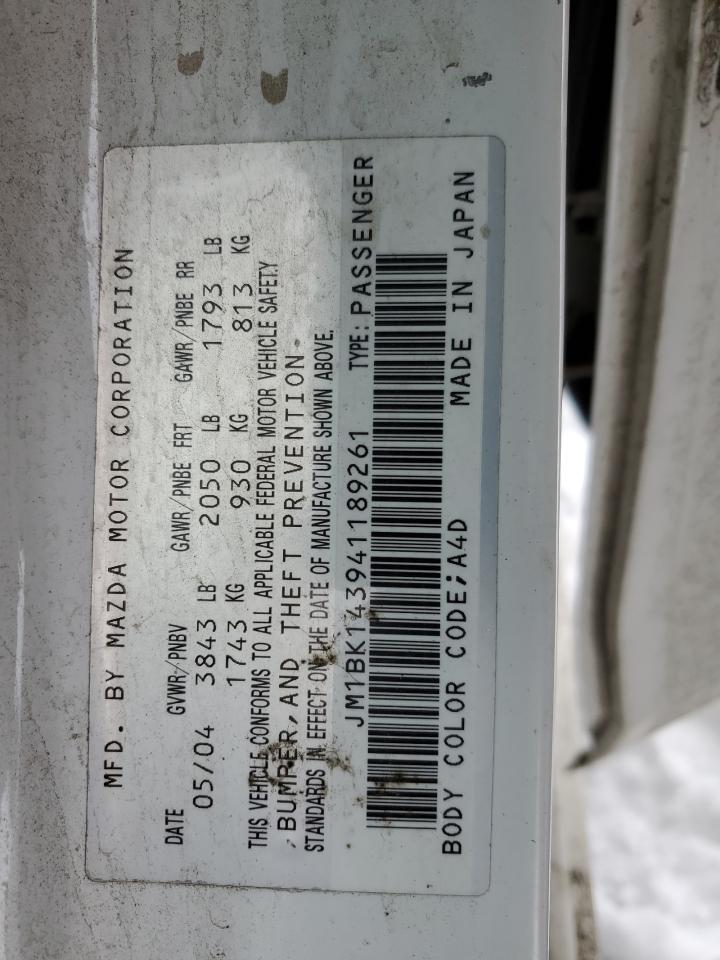 MFD. BY MAZDA MOTOR CORPORATION
DATE GVWR/PNBV GAWR/PNBE FRT GAWR/PNBE RR
05/04 3843 LB 2050 LB 1793 LB
1743 KG 930 KG 813 KG
THIS VEHICLE CONFORMS TO ALL APPLICABLE FEDERAL MOTOR VEHICLE SAFETY,
BUMPER, AND THEFT PREVENTION
STANDARDS IN EFFECT ON THE DATE OF MANUFACTURE SHOWN ABOVE.
JM1BK143941189261 TYPE: PASSENGER
BODY COLOR CODE;A4D MADE IN JAPAN